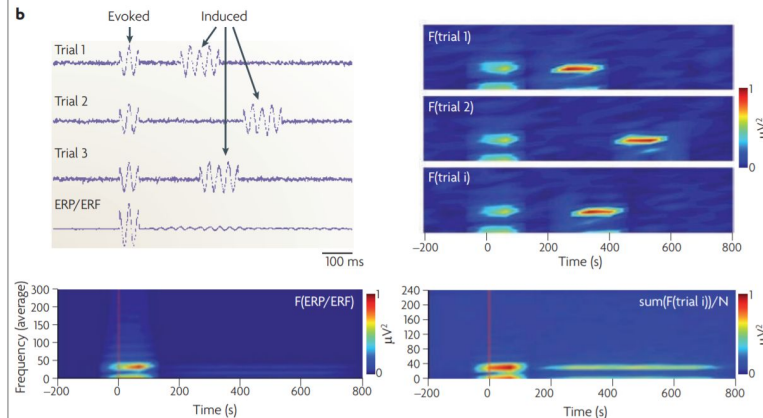 b
Evoked
Induced
Trial 1
Trial 2
Trial 3
ERP/ERF
100 ms
F(trial 1)
F(trial 2)
F(trial i)
1
0
μV²
−200
0
200
400
600
800
Time (s)
Frequency (average)
300
250
200
150
100
50
0
F(ERP/ERF)
1
0
μV²
−200
0
200
400
600
800
Time (s)
240
200
160
120
80
40
0
sum(F(trial i))/N
1
0
μV²
−200
0
200
400
600
800
Time (s)